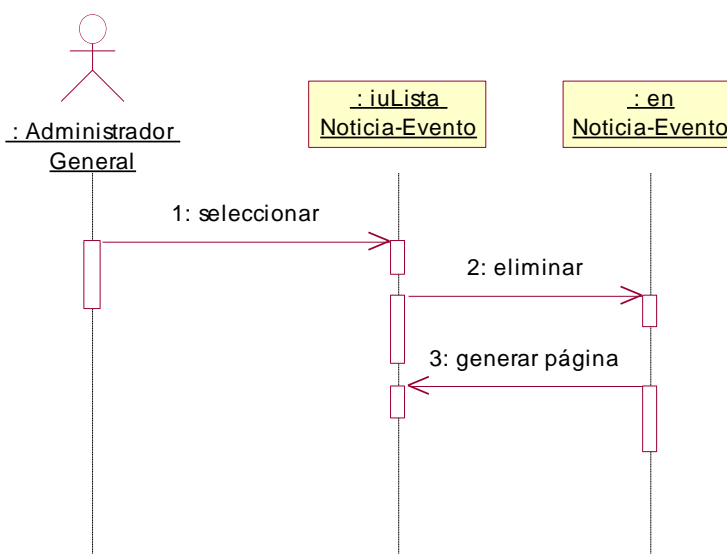 : Administrador
General
: iuLista
Noticia-Evento
: en
Noticia-Evento
1: seleccionar
2: eliminar
3: generar página